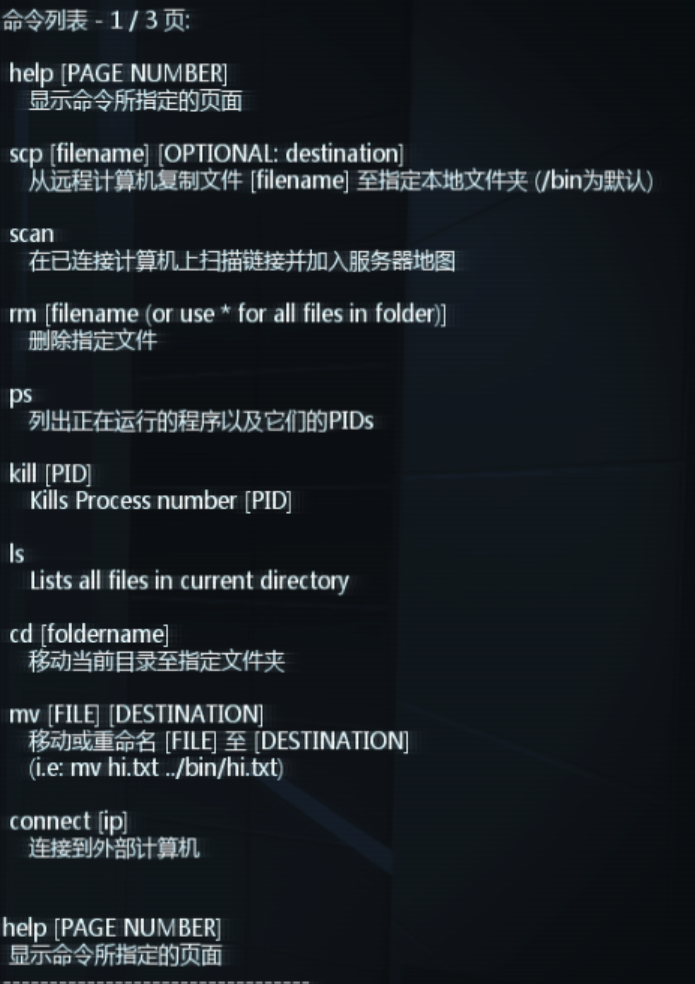 命令列表 - 1 / 3 页:
help [PAGE NUMBER]
显示命令所指定的页面
scp [filename] [OPTIONAL: destination]
从远程计算机复制文件 [filename] 至指定本地文件夹 (/bin为默认)
scan
在已连接计算机上扫描链接并加入服务器地图
rm [filename (or use * for all files in folder)]
删除指定文件
ps
列出正在运行的程序以及它们的PIDs
kill [PID]
Kills Process number [PID]
ls
Lists all files in current directory
cd [foldername]
移动当前目录至指定文件夹
mv [FILE] [DESTINATION]
移动或重命名 [FILE] 至 [DESTINATION]
(i.e: mv hi.txt ../bin/hi.txt)
connect [ip]
连接到外部计算机
help [PAGE NUMBER]
显示命令所指定的页面
---------------------------------